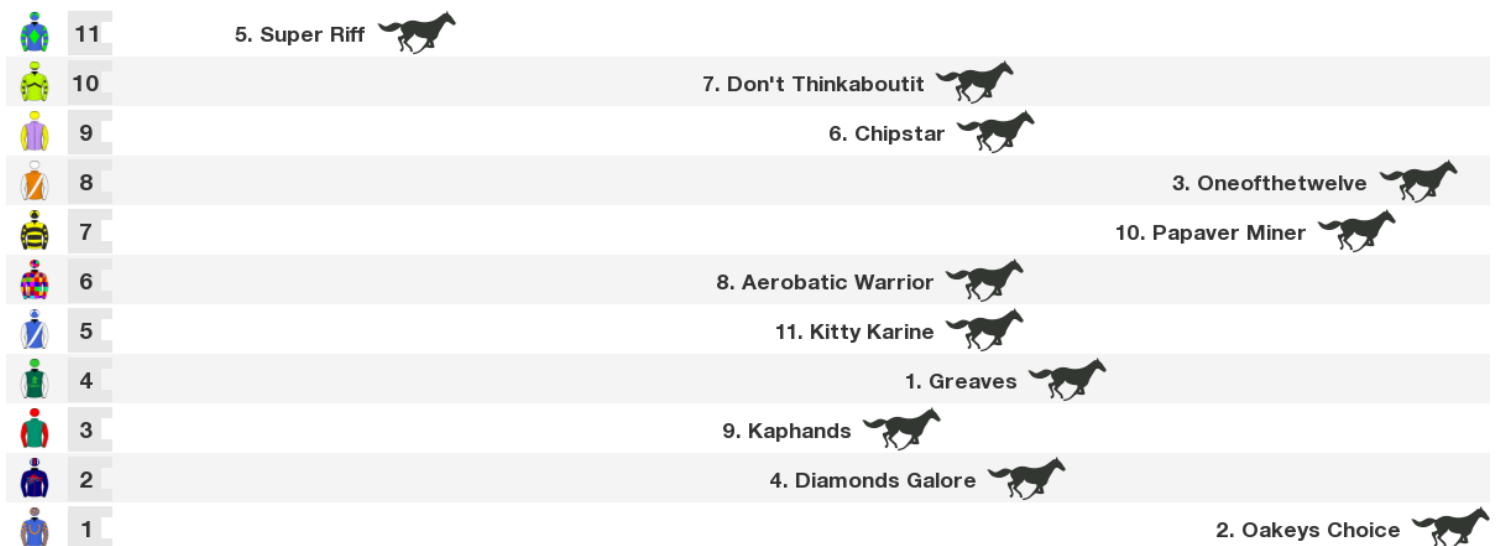 11 5. Super Riff
10 7. Don't Thinkaboutit
9 6. Chipstar
8 3. Oneofthetwelve
7 10. Papaver Miner
6 8. Aerobatic Warrior
5 11. Kitty Karine
4 1. Greaves
3 9. Kaphands
2 4. Diamonds Galore
1 2. Oakeys Choice